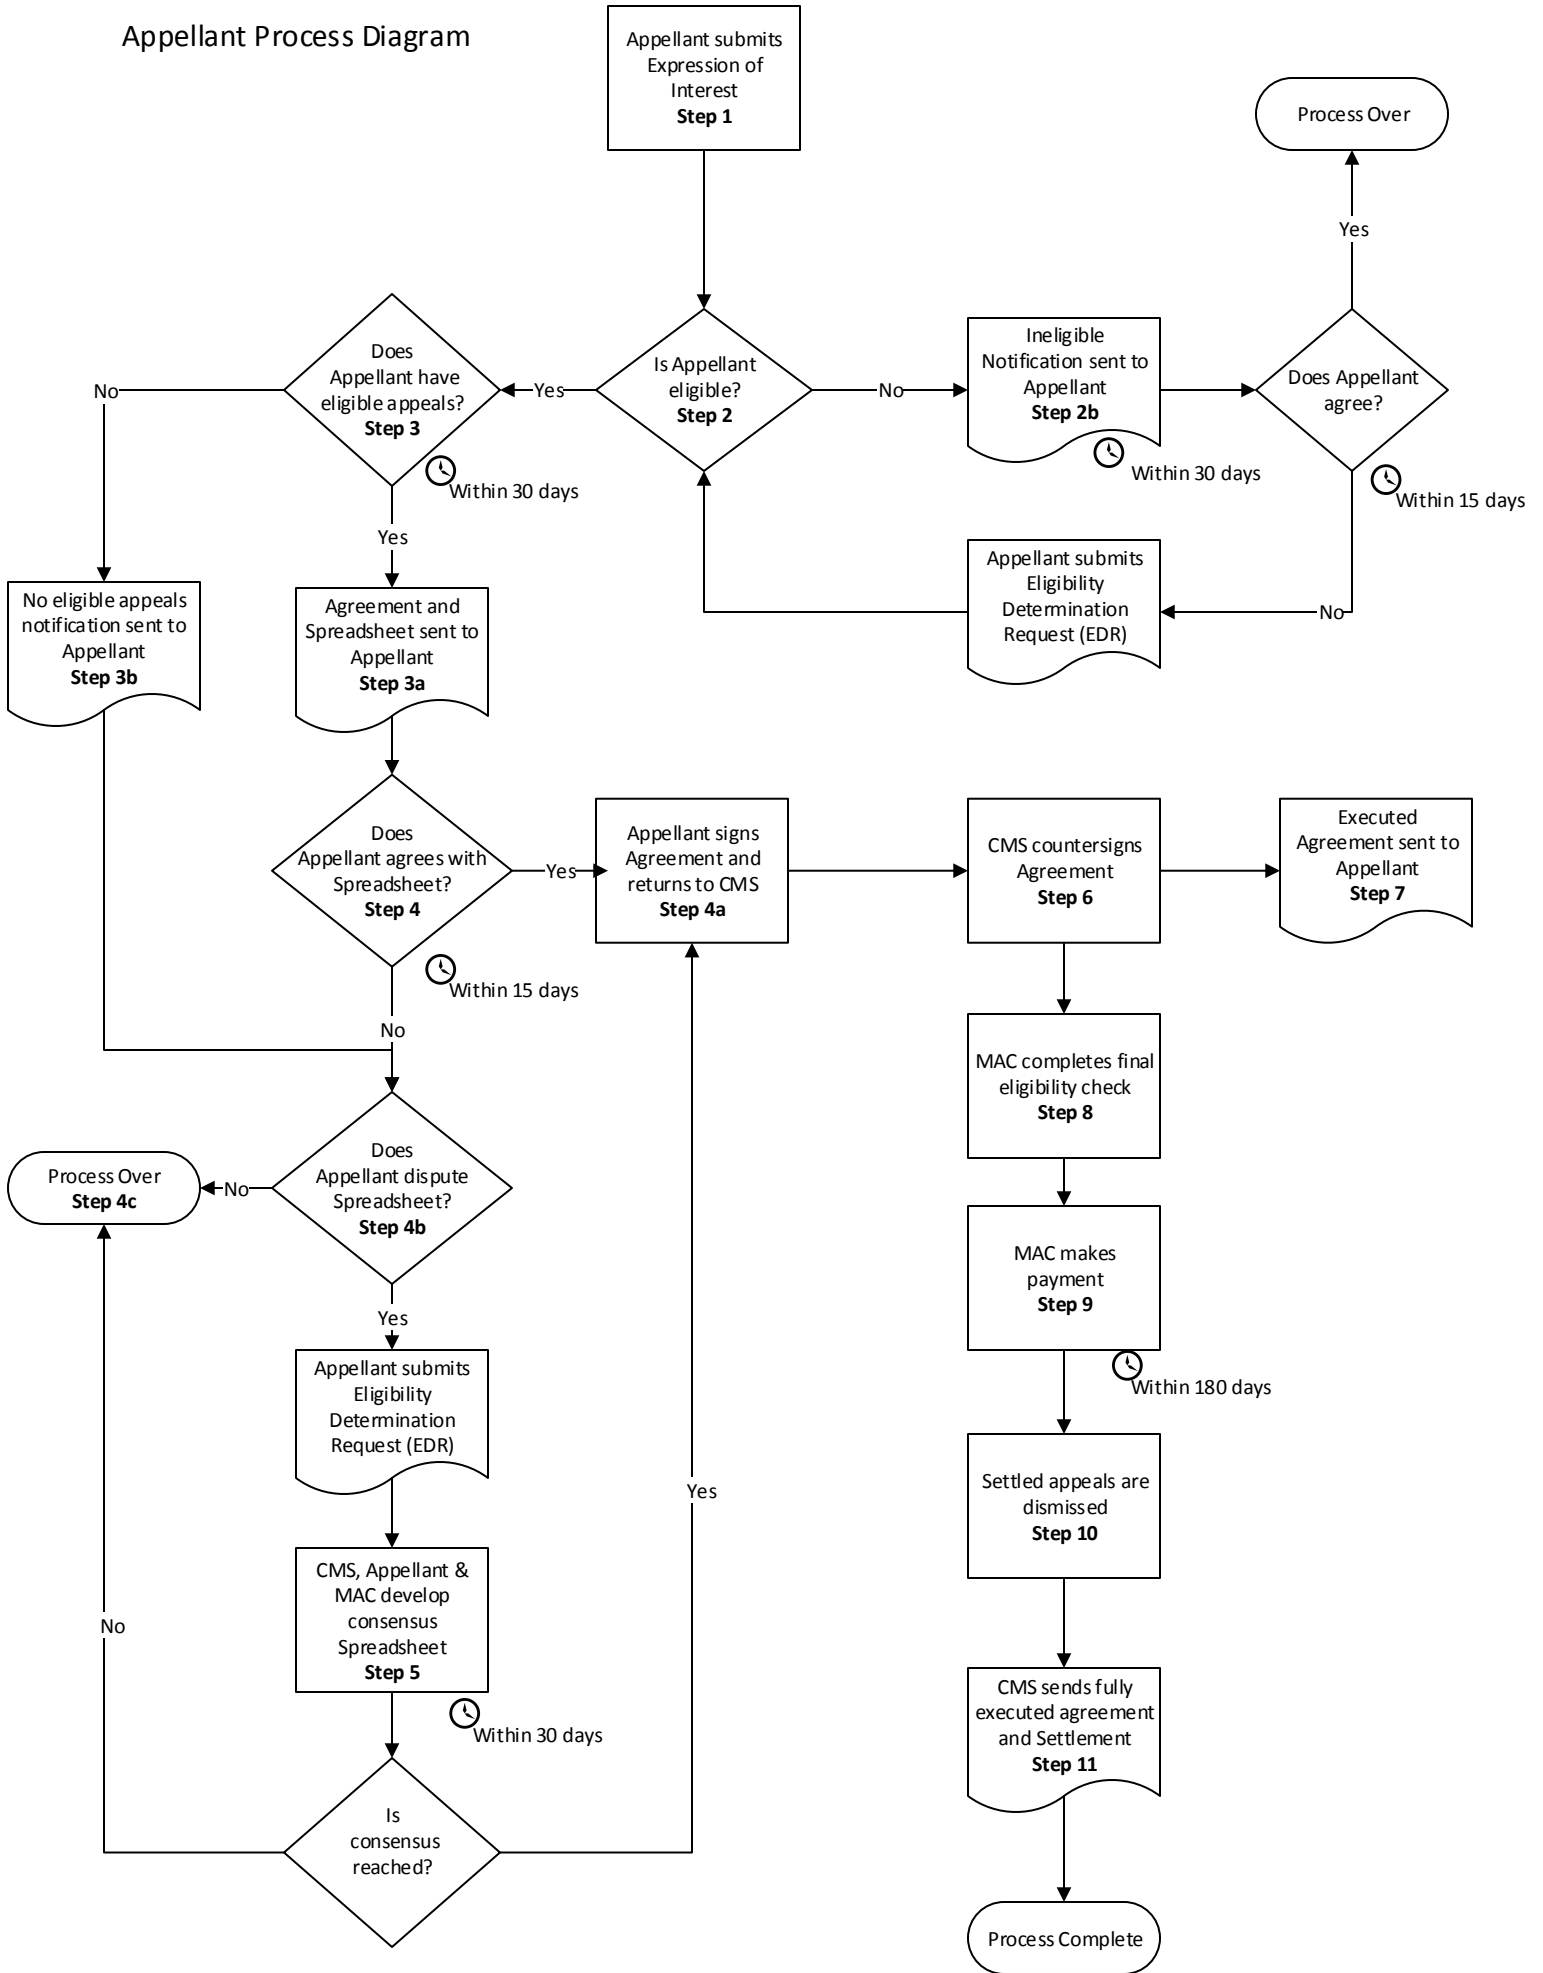 Appellant Process Diagram
Appellant submits
Expression of
Interest
Step 1
Process Over
Yes
Does
Appellant have
eligible appeals?
Step 3
Within 30 days
No
Yes
Is Appellant
eligible?
Step 2
No
Ineligible
Notification sent to
Appellant
Step 2b
Within 30 days
Does Appellant
agree?
Within 15 days
No
Appellant submits
Eligibility
Determination
Request (EDR)
Yes
No eligible appeals
notification sent to
Appellant
Step 3b
Agreement and
Spreadsheet sent to
Appellant
Step 3a
Does
Appellant agrees with
Spreadsheet?
Step 4
Within 15 days
Yes
Appellant signs
Agreement and
returns to CMS
Step 4a
CMS countersigns
Agreement
Step 6
Executed
Agreement sent to
Appellant
Step 7
No
MAC completes final
eligibility check
Step 8
Does
Appellant dispute
Spreadsheet?
Step 4b
No
Process Over
Step 4c
Yes
MAC makes
payment
Step 9
Within 180 days
Appellant submits
Eligibility
Determination
Request (EDR)
Settled appeals are
dismissed
Step 10
Yes
CMS, Appellant &
MAC develop
consensus
Spreadsheet
Step 5
Within 30 days
No
CMS sends fully
executed agreement
and Settlement
Step 11
Is
consensus
reached?
Process Complete